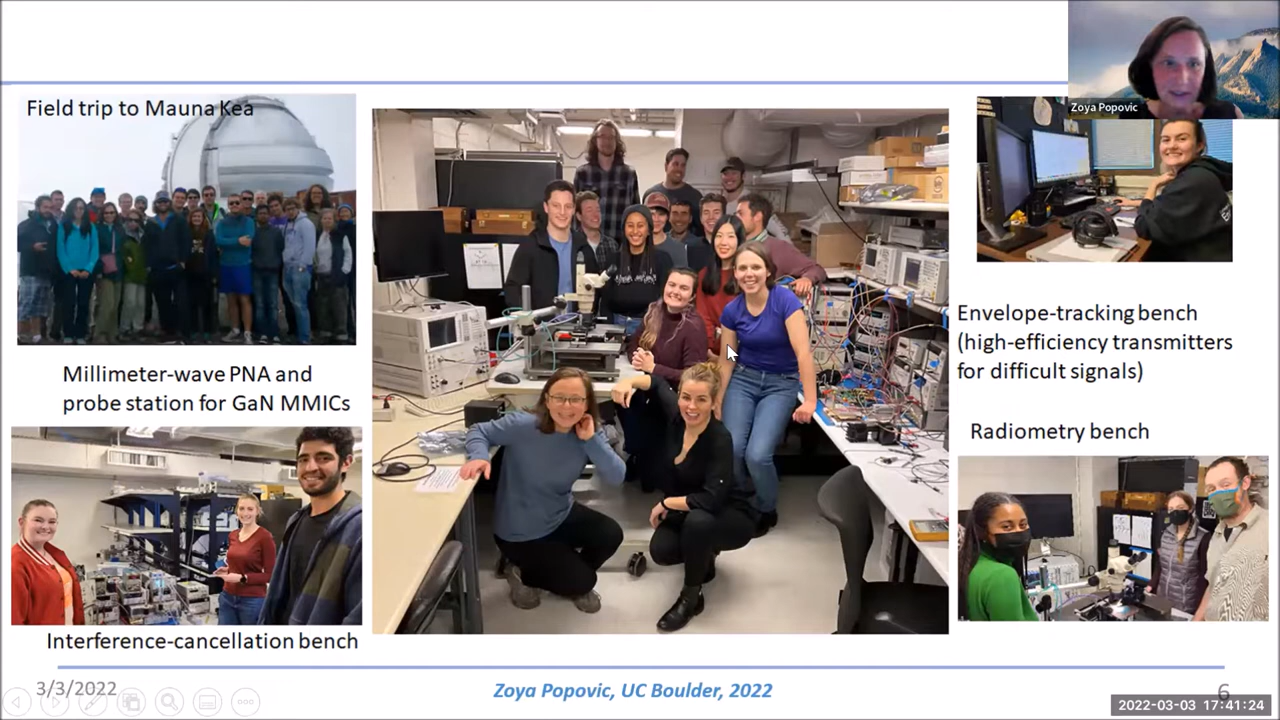 Zoya Popovic
Field trip to Mauna Kea
Millimeter-wave PNA and
probe station for GaN MMICs
Interference-cancellation bench
Envelope-tracking bench
(high-efficiency transmitters
for difficult signals)
Radiometry bench
3/3/2022
Zoya Popovic, UC Boulder, 2022
6
2022-03-03 17:41:24